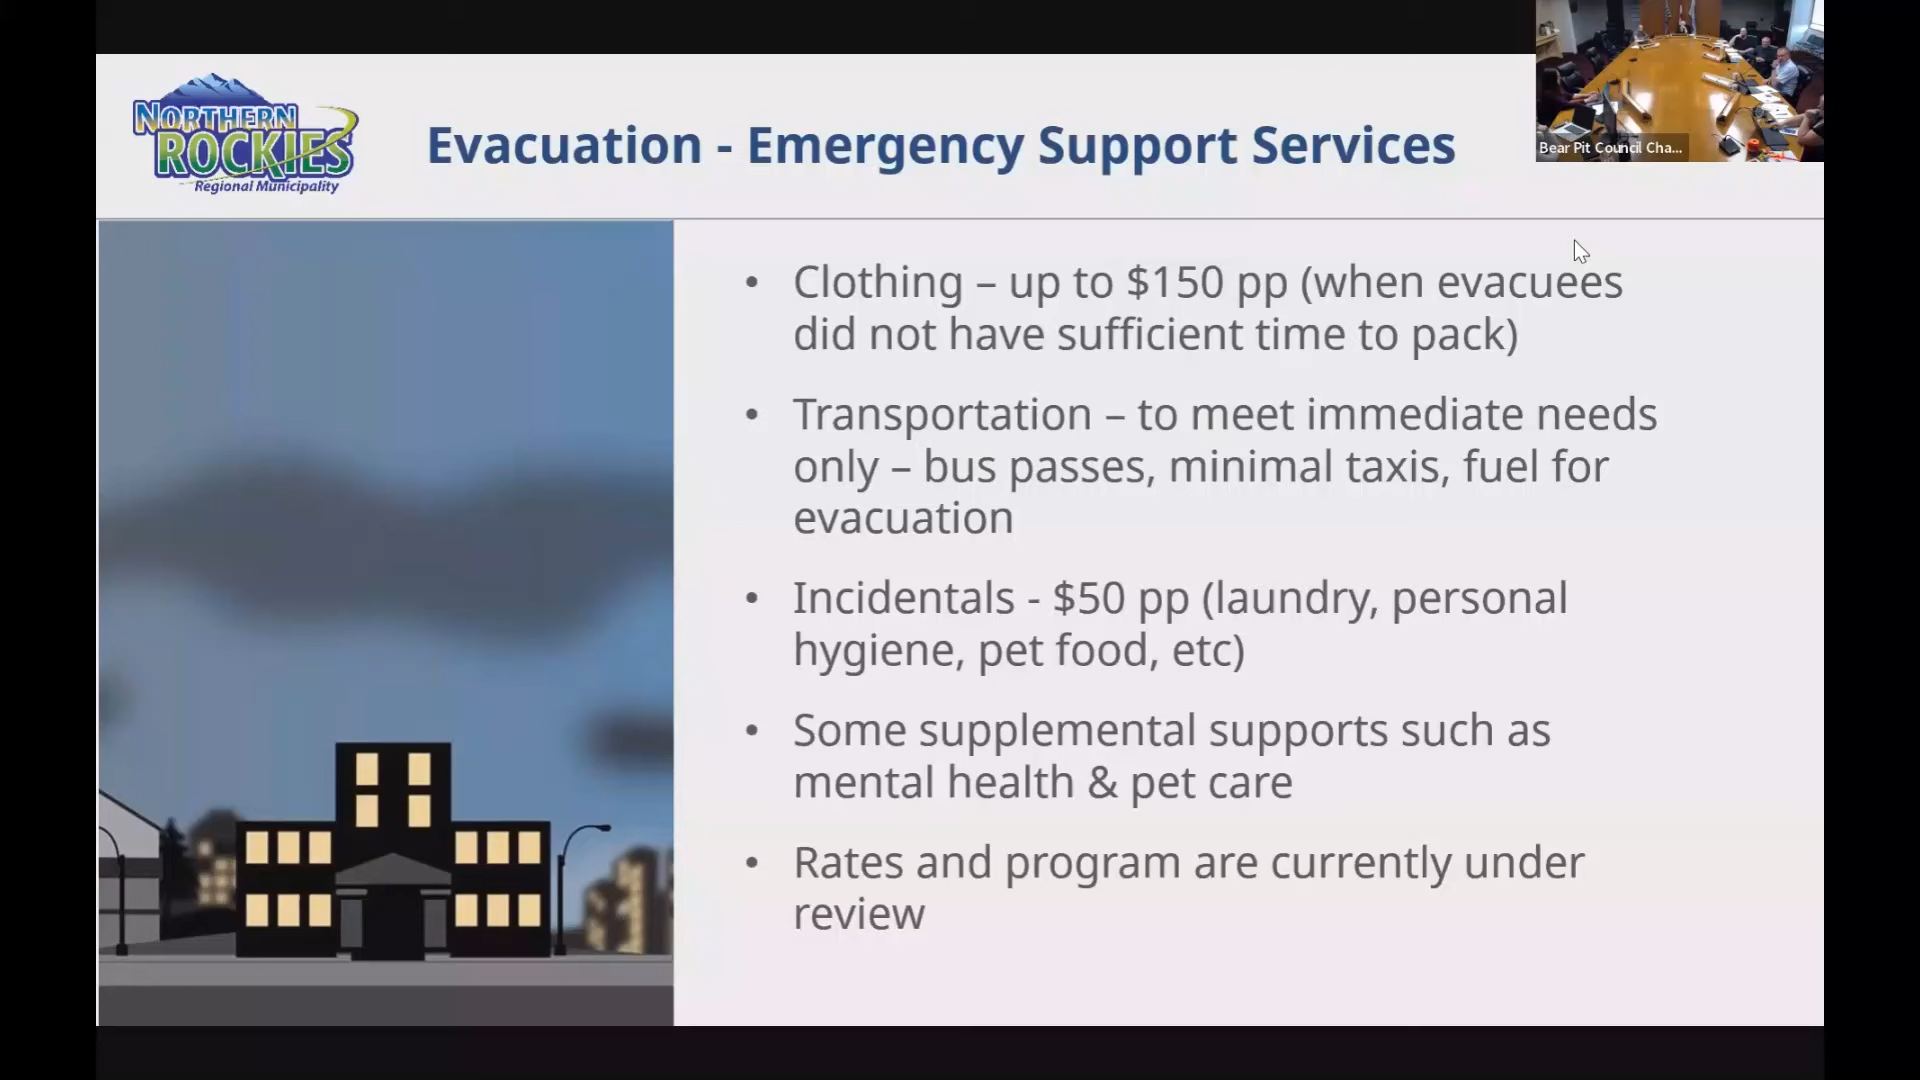 NORTHERN
ROCKIES
Regional Municipality
Evacuation - Emergency Support Services
Bear Pit Council Cha...
• Clothing – up to $150 pp (when evacuees
did not have sufficient time to pack)
• Transportation – to meet immediate needs
only – bus passes, minimal taxis, fuel for
evacuation
• Incidentals - $50 pp (laundry, personal
hygiene, pet food, etc)
• Some supplemental supports such as
mental health & pet care
• Rates and program are currently under
review